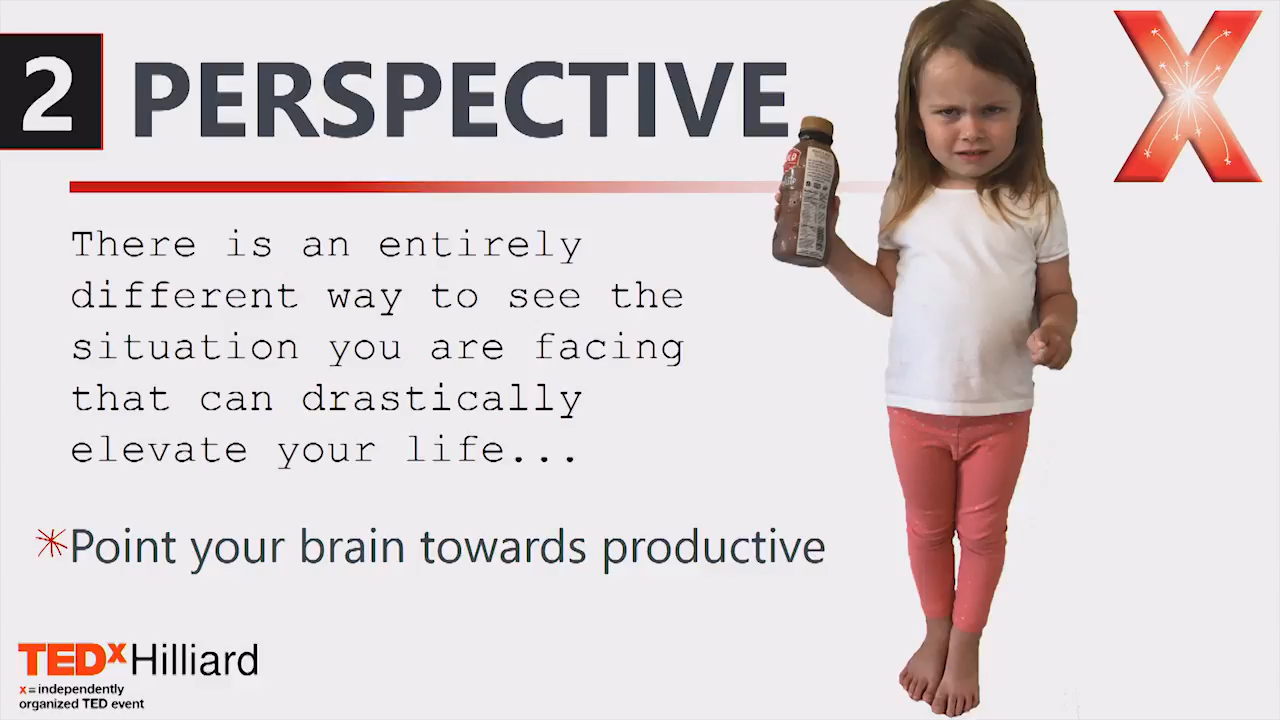 2 PERSPECTIVE
There is an entirely
different way to see the
situation you are facing
that can drastically
elevate your life...
Point your brain towards productive
TEDxHilliard
x = independently
organized TED event